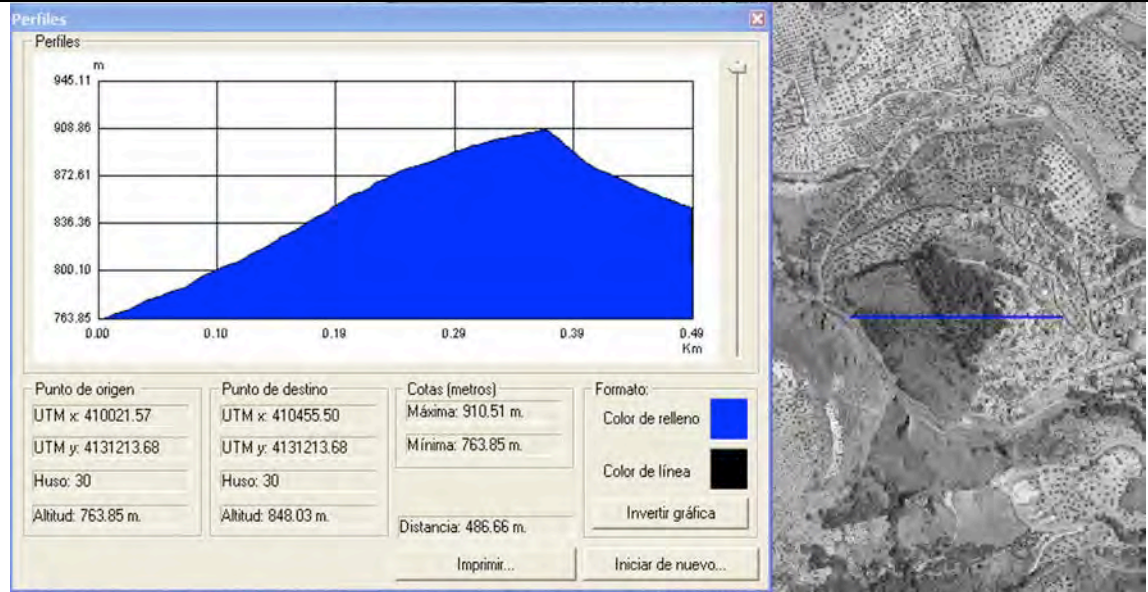 Perfiles
Perfiles
m
945.11
908.86
872.61
836.36
800.10
763.85
0.00 0.10 0.19 0.29 0.39 0.49
Km
Punto de origen
UTM x: 410021.57
UTM y: 4131213.68
Huso: 30
Altitud: 763.85 m.
Punto de destino
UTM x: 410455.50
UTM y: 4131213.68
Huso: 30
Altitud: 848.03 m.
Cotas (metros)
Máxima: 910.51 m.
Mínima: 763.85 m.
Distancia: 486.66 m.
Formato:
Color de relleno
Color de línea
Invertir gráfica
Imprimir...
Iniciar de nuevo...